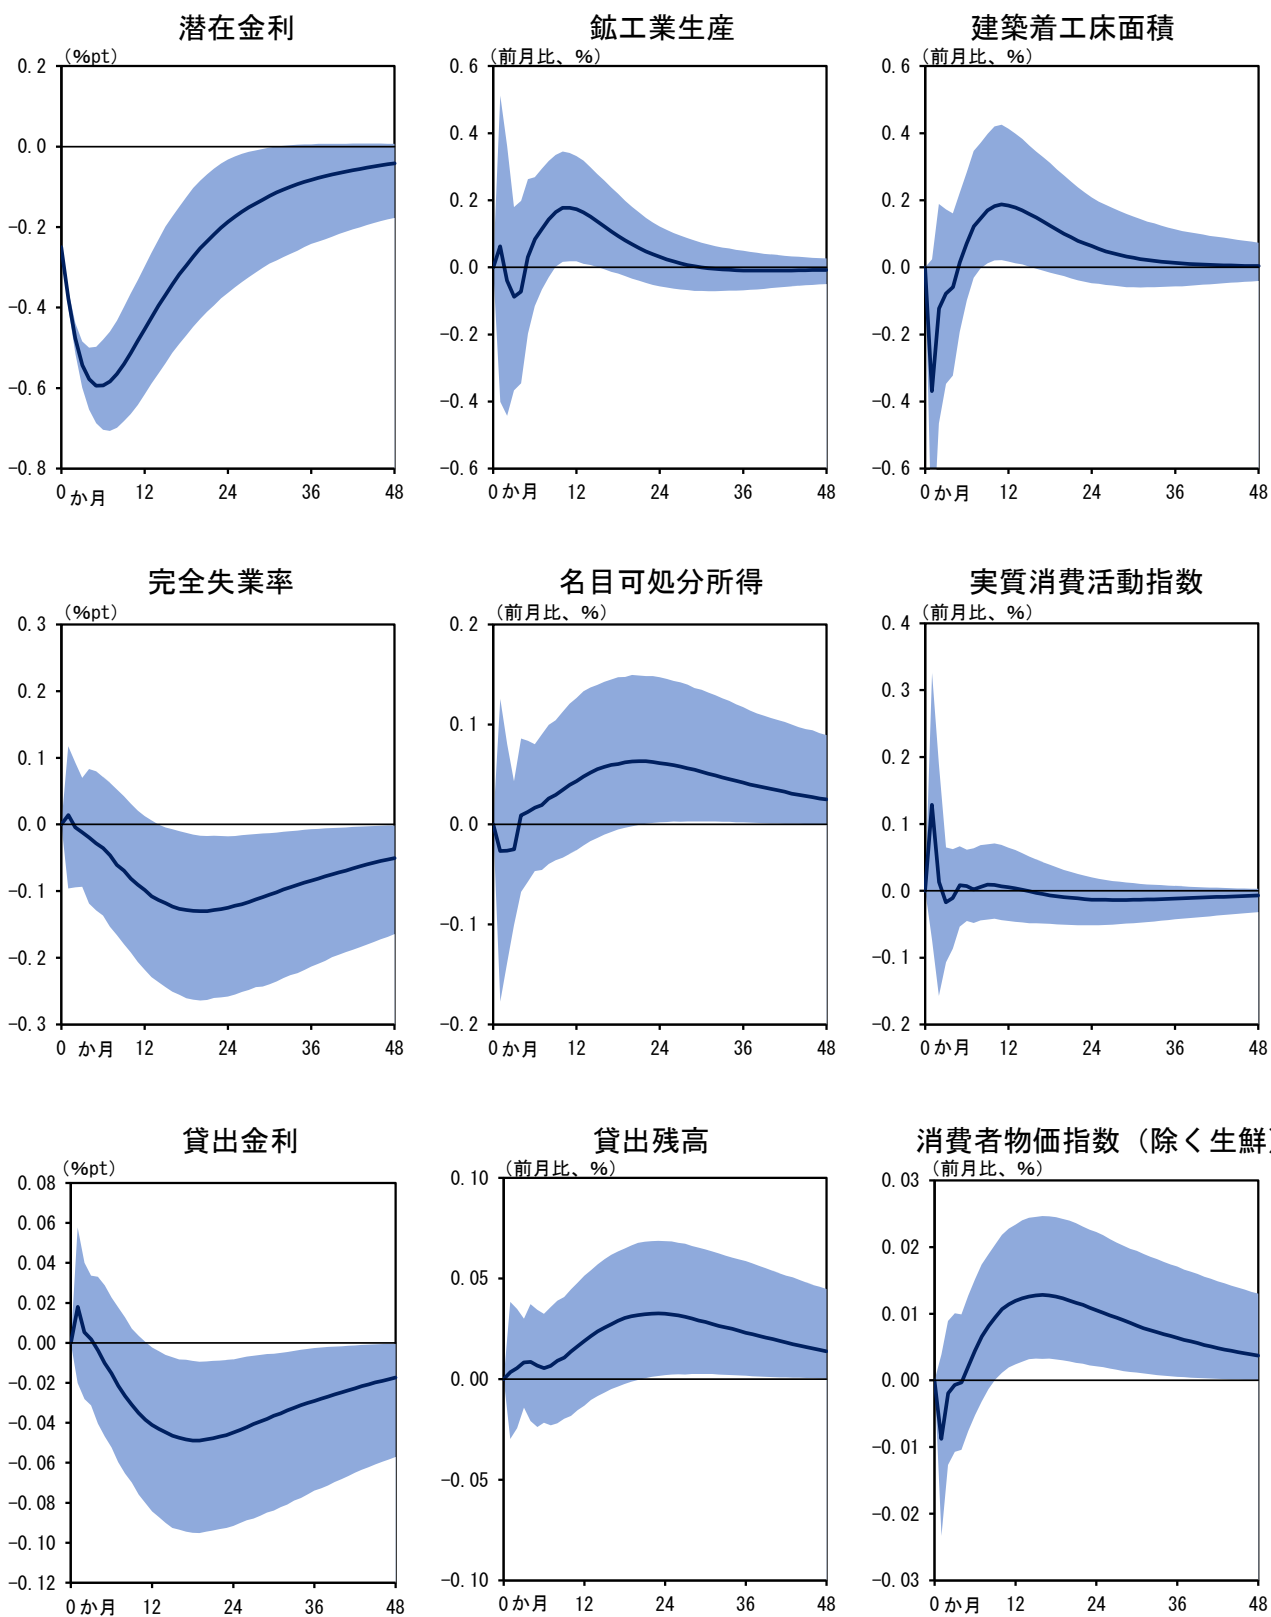 潜在金利
（%pt）
0.2
0.0
−0.2
−0.4
−0.6
−0.8
0 か月 12 24 36 48
鉱工業生産
（前月比、%）
0.6
0.4
0.2
0.0
−0.2
−0.4
−0.6
0 か月 12 24 36 48
建築着工床面積
（前月比、%）
0.6
0.4
0.2
0.0
−0.2
−0.4
−0.6
0 か月 12 24 36 48
完全失業率
（%pt）
0.3
0.2
0.1
0.0
−0.1
−0.2
−0.3
0 か月 12 24 36 48
名目可処分所得
（前月比、%）
0.2
0.1
0.0
−0.1
−0.2
0 か月 12 24 36 48
実質消費活動指数
（前月比、%）
0.4
0.3
0.2
0.1
0.0
−0.1
−0.2
0 か月 12 24 36 48
貸出金利
（%pt）
0.08
0.06
0.04
0.02
0.00
−0.02
−0.04
−0.06
−0.08
−0.10
−0.12
0 か月 12 24 36 48
貸出残高
（前月比、%）
0.10
0.05
0.00
−0.05
−0.10
0 か月 12 24 36 48
消費者物価指数（除く生鮮）
（前月比、%）
0.03
0.02
0.01
0.00
−0.01
−0.02
−0.03
0 か月 12 24 36 48